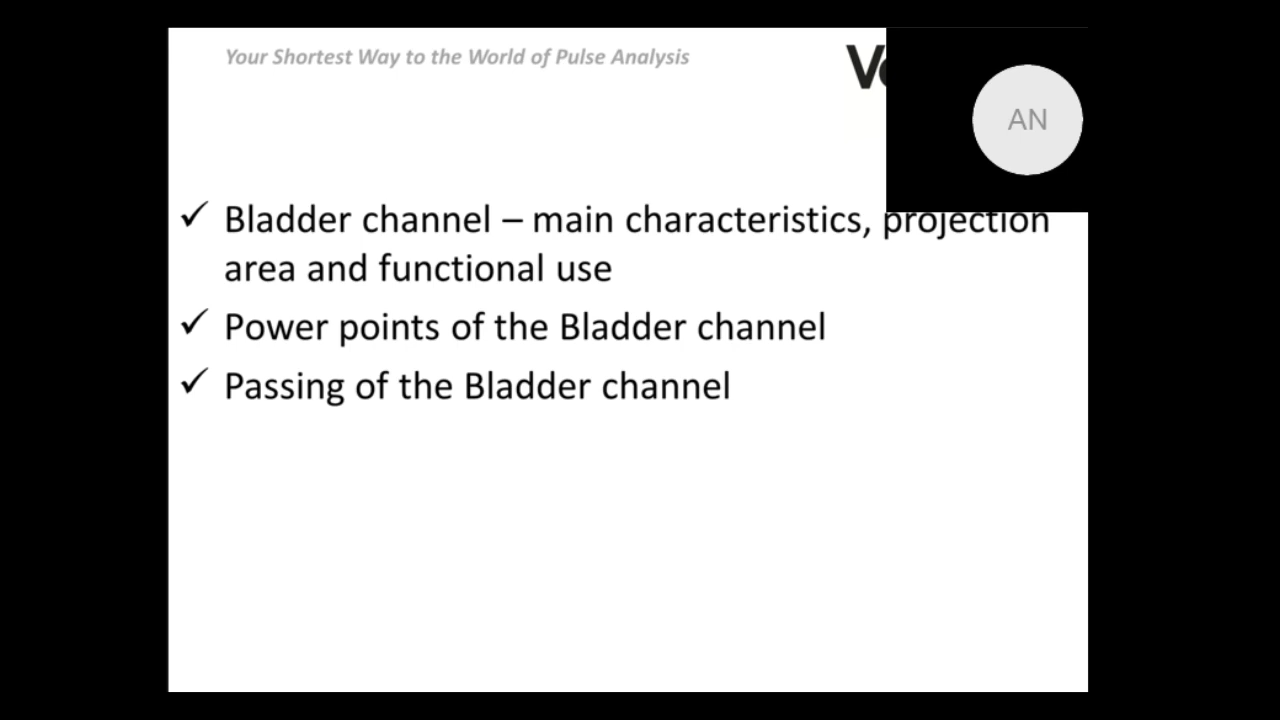 Your Shortest Way to the World of Pulse Analysis
AN
✓ Bladder channel – main characteristics, projection
area and functional use
✓ Power points of the Bladder channel
✓ Passing of the Bladder channel